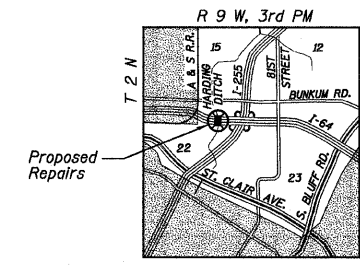 R 9 W, 3rd PM
T 2 N
A & S R.R.
15
HARDING
DITCH
I-255
81ST
STREET
12
BUNKUM RD.
I-64
Proposed
Repairs
22
ST. CLAIR AVE.
23
S. BLUFF RD.